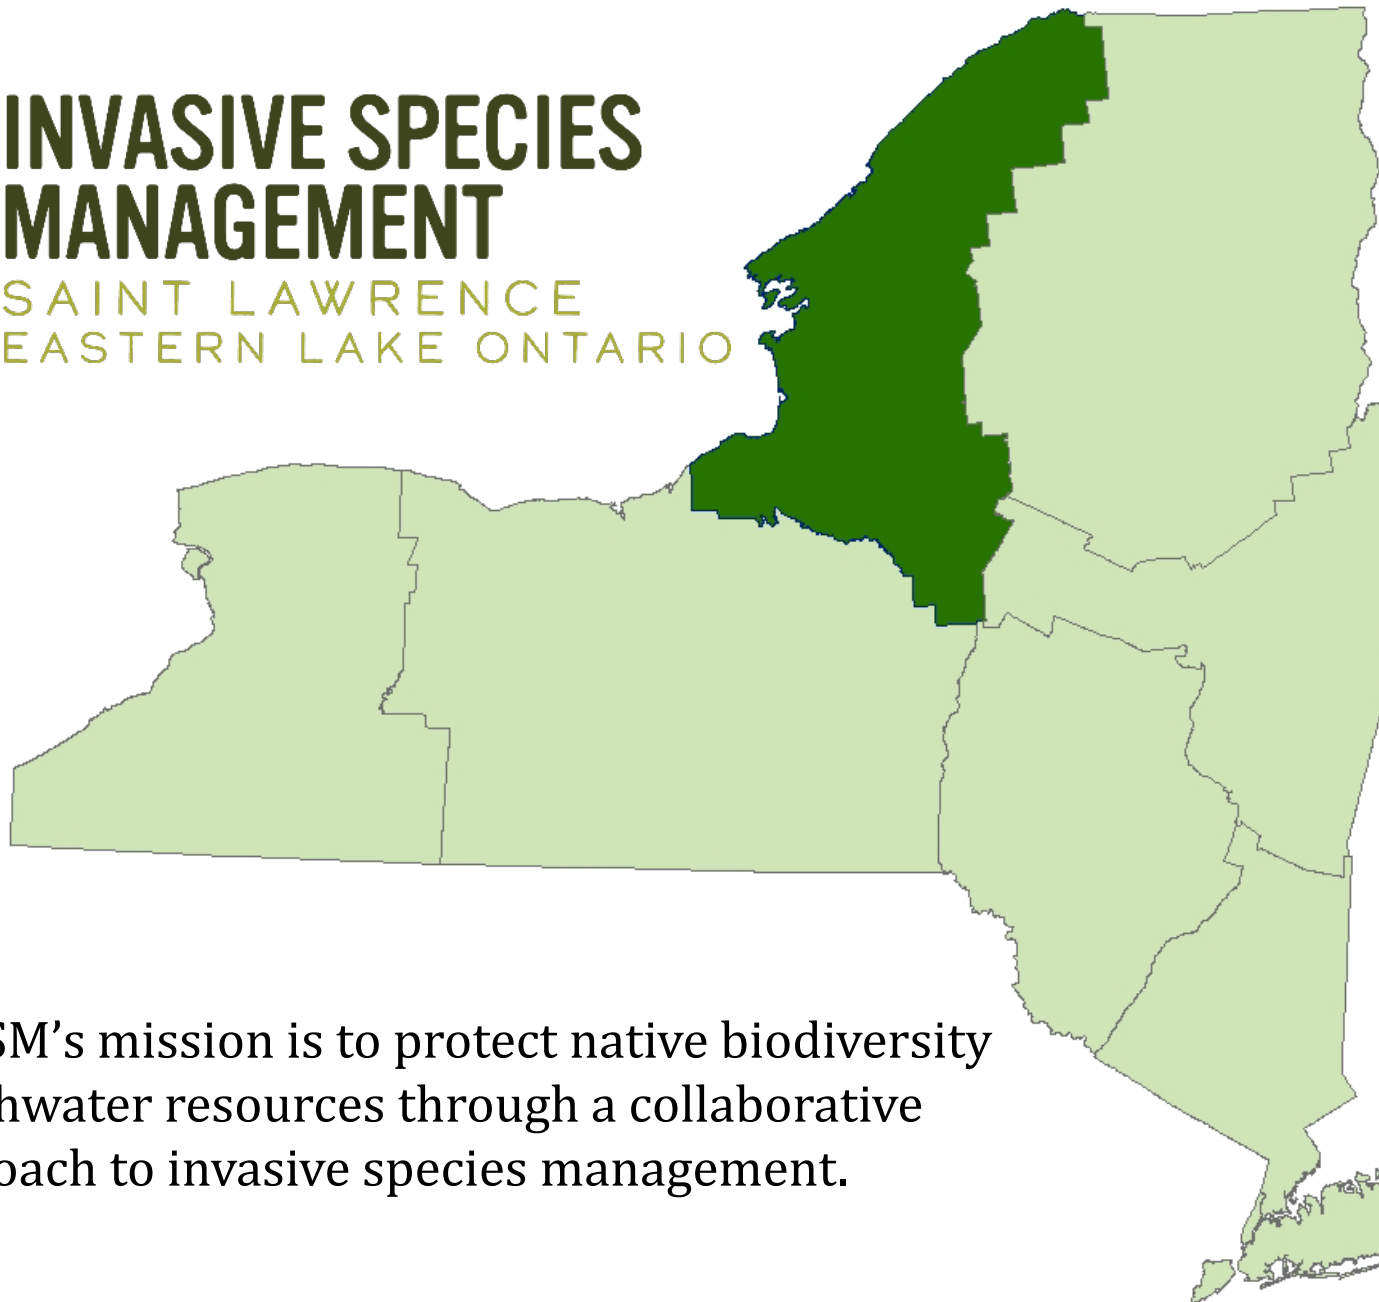 INVASIVE SPECIES
MANAGEMENT
SAINT LAWRENCE
EASTERN LAKE ONTARIO
SM’s mission is to protect native biodiversity
hwater resources through a collaborative
oach to invasive species management.